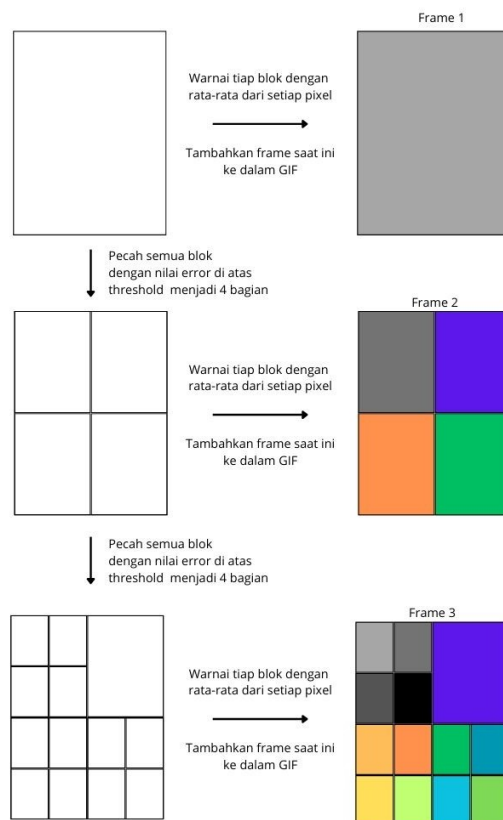 Frame 1
Warnai tiap blok dengan
rata-rata dari setiap pixel
Tambahkan frame saat ini
ke dalam GIF
Pecah semua blok
dengan nilai error di atas
threshold menjadi 4 bagian
Frame 2
Warnai tiap blok dengan
rata-rata dari setiap pixel
Tambahkan frame saat ini
ke dalam GIF
Pecah semua blok
dengan nilai error di atas
threshold menjadi 4 bagian
Frame 3
Warnai tiap blok dengan
rata-rata dari setiap pixel
Tambahkan frame saat ini
ke dalam GIF